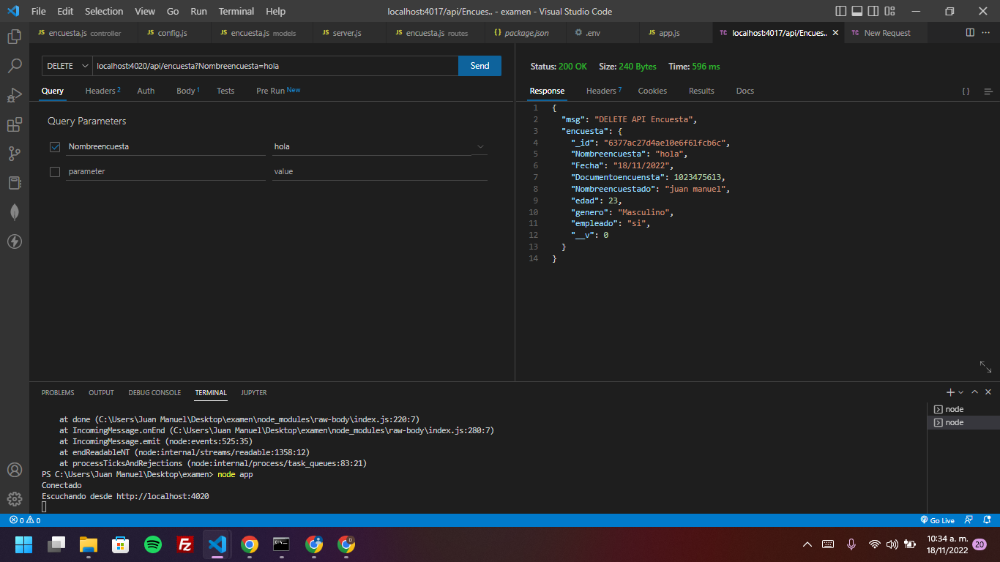 File Edit Selection View Go Run Terminal Help localhost:4017/api/Encues.. - examen - Visual Studio Code
JS encuesta.js controller JS config.js JS encuesta.js models JS server.js JS encuesta.js routes {} package.json .env JS app.js TC localhost:4017/api/Encues.. TC New Request
DELETE localhost:4020/api/encuesta?Nombreencuesta=hola Send
Query Headers 2 Auth Body 1 Tests Pre Run New
Query Parameters
Nombreencuesta hola
parameter value
Status: 200 OK Size: 240 Bytes Time: 596 ms
Response Headers 7 Cookies Results Docs { }
1 {
2 "msg": "DELETE API Encuesta",
3 "encuesta": {
4 "_id": "6377ac27d4ae10e6f61fcb6c",
5 "Nombreencuesta": "hola",
6 "Fecha": "18/11/2022",
7 "Documentoencuensta": 1023475613,
8 "Nombreencuestado": "juan manuel",
9 "edad": 23,
10 "genero": "Masculino",
11 "empleado": "si",
12 "__v": 0
13 }
14 }
PROBLEMS OUTPUT DEBUG CONSOLE TERMINAL JUPYTER
at done (C:\Users\Juan Manuel\Desktop\examen\node_modules\raw-body\index.js:220:7)
at IncomingMessage.onEnd (C:\Users\Juan Manuel\Desktop\examen\node_modules\raw-body\index.js:280:7)
at IncomingMessage.emit (node:events:525:35)
at endReadableNT (node:internal/streams/readable:1358:12)
at processTicksAndRejections (node:internal/process/task_queues:83:21)
PS C:\Users\Juan Manuel\Desktop\examen> node app
Conectado
Escuchando desde http://localhost:4020
node
node
0 0 Go Live
Fz D
10:34 a. m.
18/11/2022
20